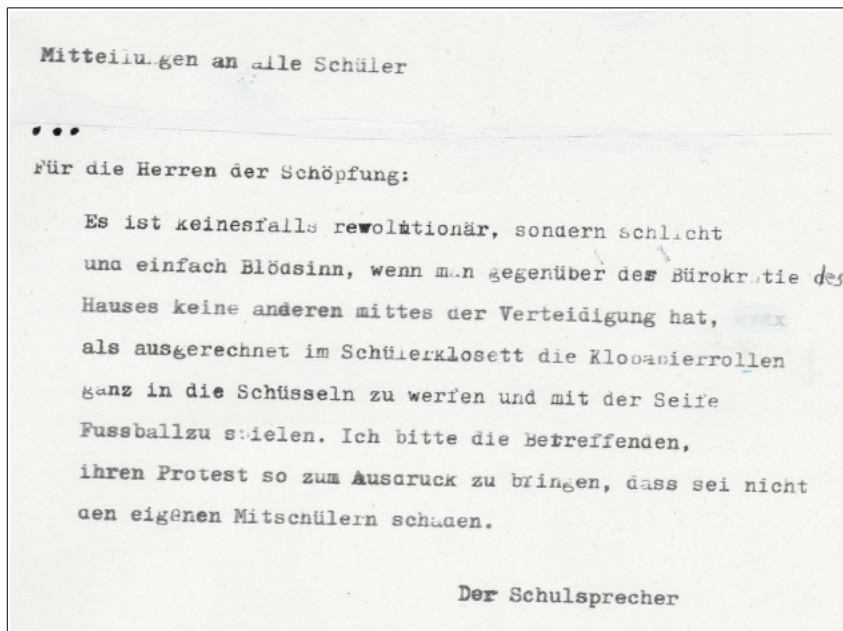 Mitteilungen an alle Schüler
...
Für die Herren der Schöpfung:
Es ist keinesfalls rewolutionär, sondern schlicht
und einfach Blödsinn, wenn man gegenüber der Bürokratie des
Hauses keine anderen mittes der Verteidigung hat,
als ausgerechnet im Schülerklosett die Klopapierrollen
ganz in die Schüsseln zu werfen und mit der Seife
Fussballzu spielen. Ich bitte die Betreffenden,
ihren Protest so zum Ausdruck zu bringen, dass sei nicht
den eigenen Mitschülern schaden.
Der Schulsprecher